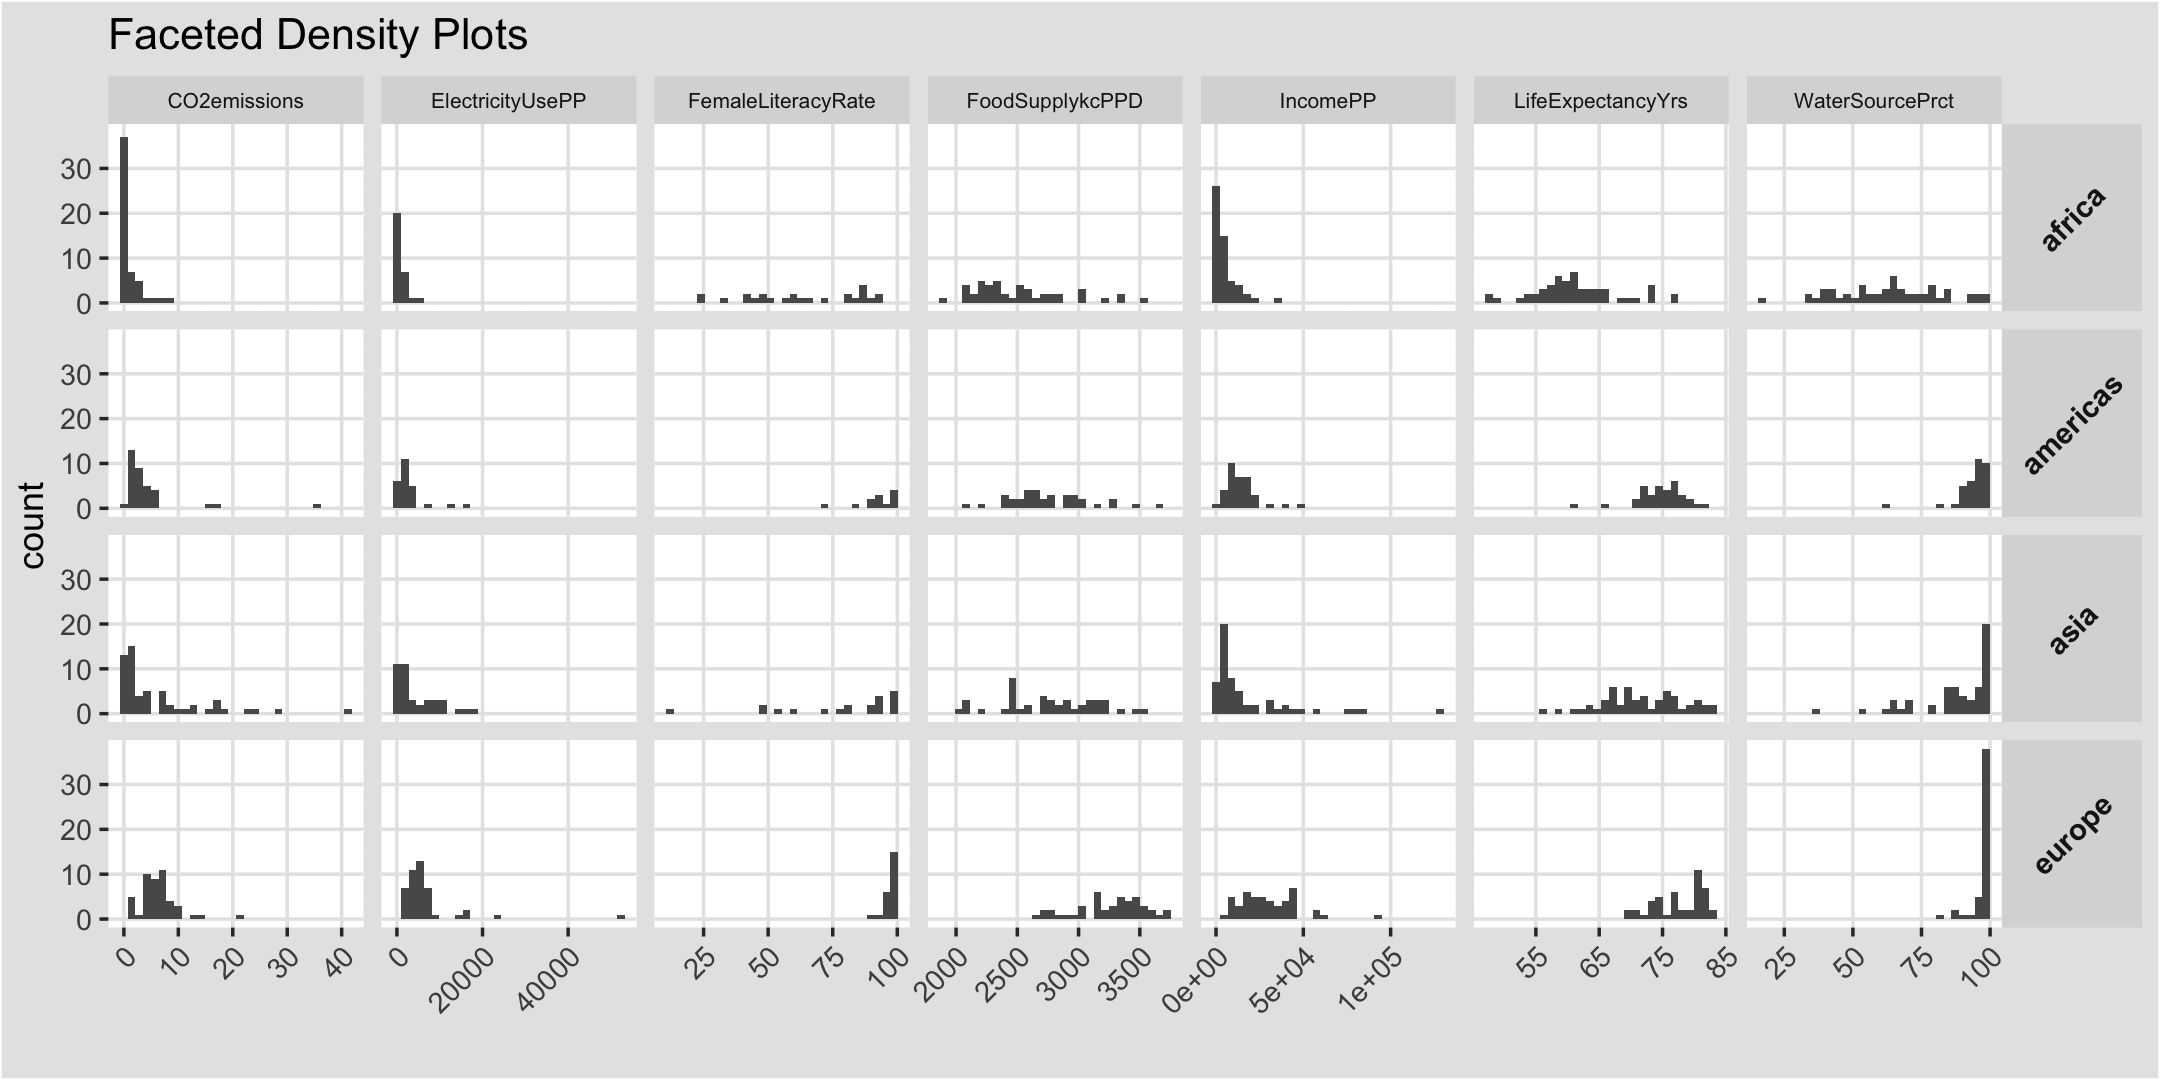 Faceted Density Plots
CO2emissions ElectricityUsePP FemaleLiteracyRate FoodSupplykcPPD IncomePP LifeExpectancyYrs WaterSourcePrct
count
30
20
10
0
africa
30
20
10
0
americas
30
20
10
0
asia
30
20
10
0
europe
0 10 20 30 40 0 20000 40000 25 50 75 100 2000 2500 3000 3500 0e+00 5e+04 1e+05 55 65 75 85 25 50 75 100